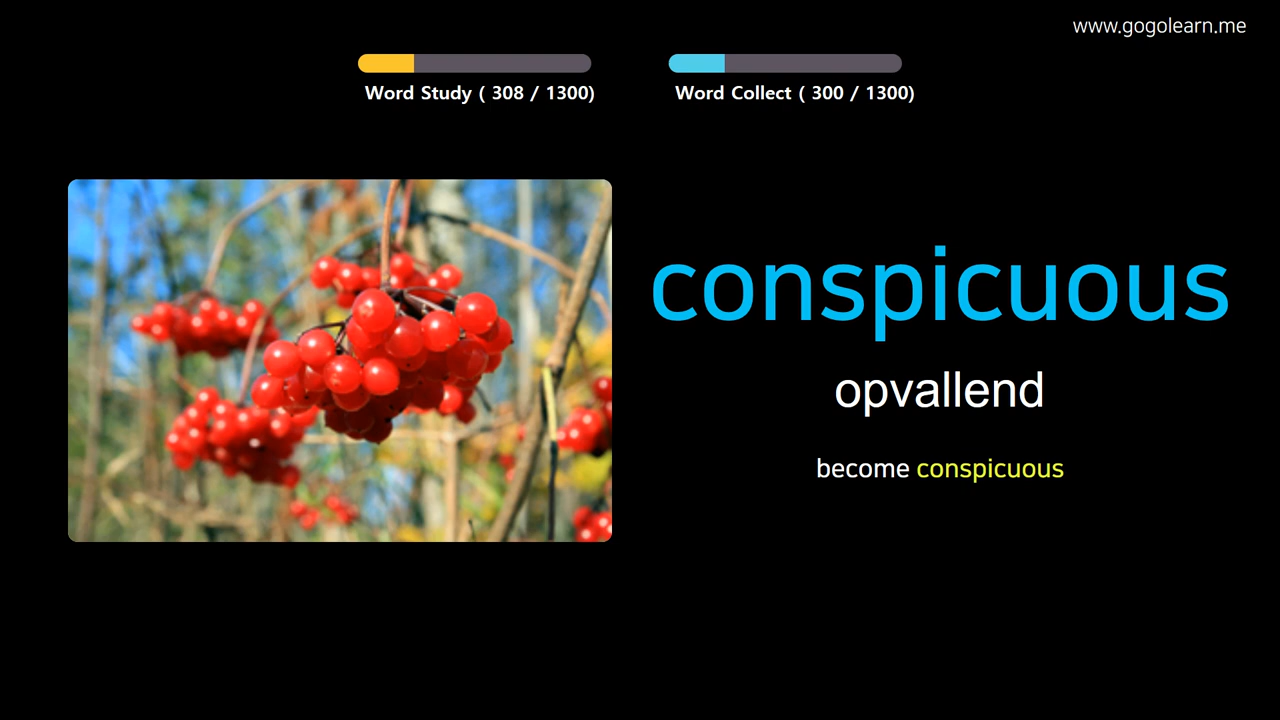 www.gogolearn.me
Word Study ( 308 / 1300)
Word Collect ( 300 / 1300)
conspicuous
opvallend
become conspicuous